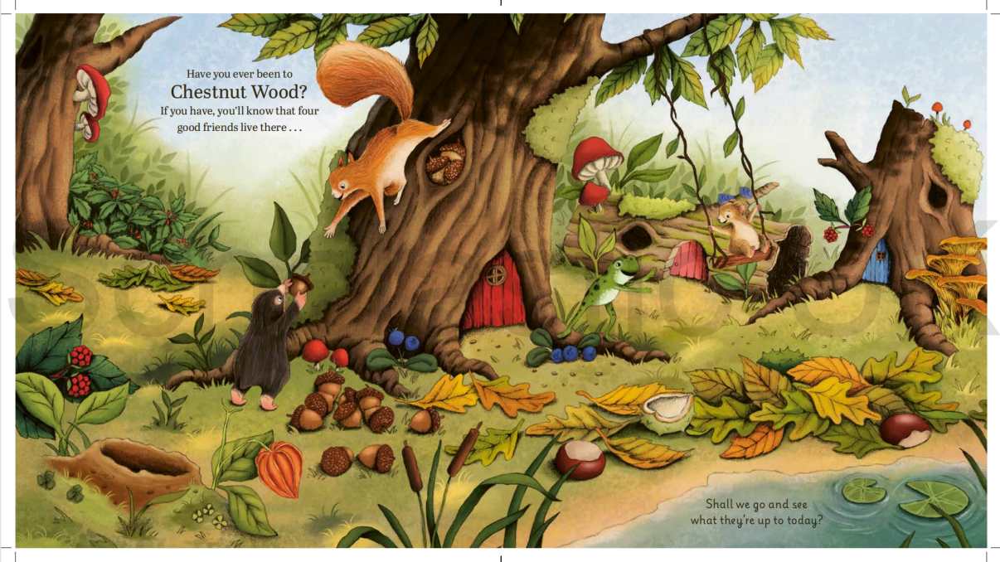 Have you ever been to
Chestnut Wood?
If you have, you'll know that four
good friends live there . . .
Shall we go and see
what they're up to today?